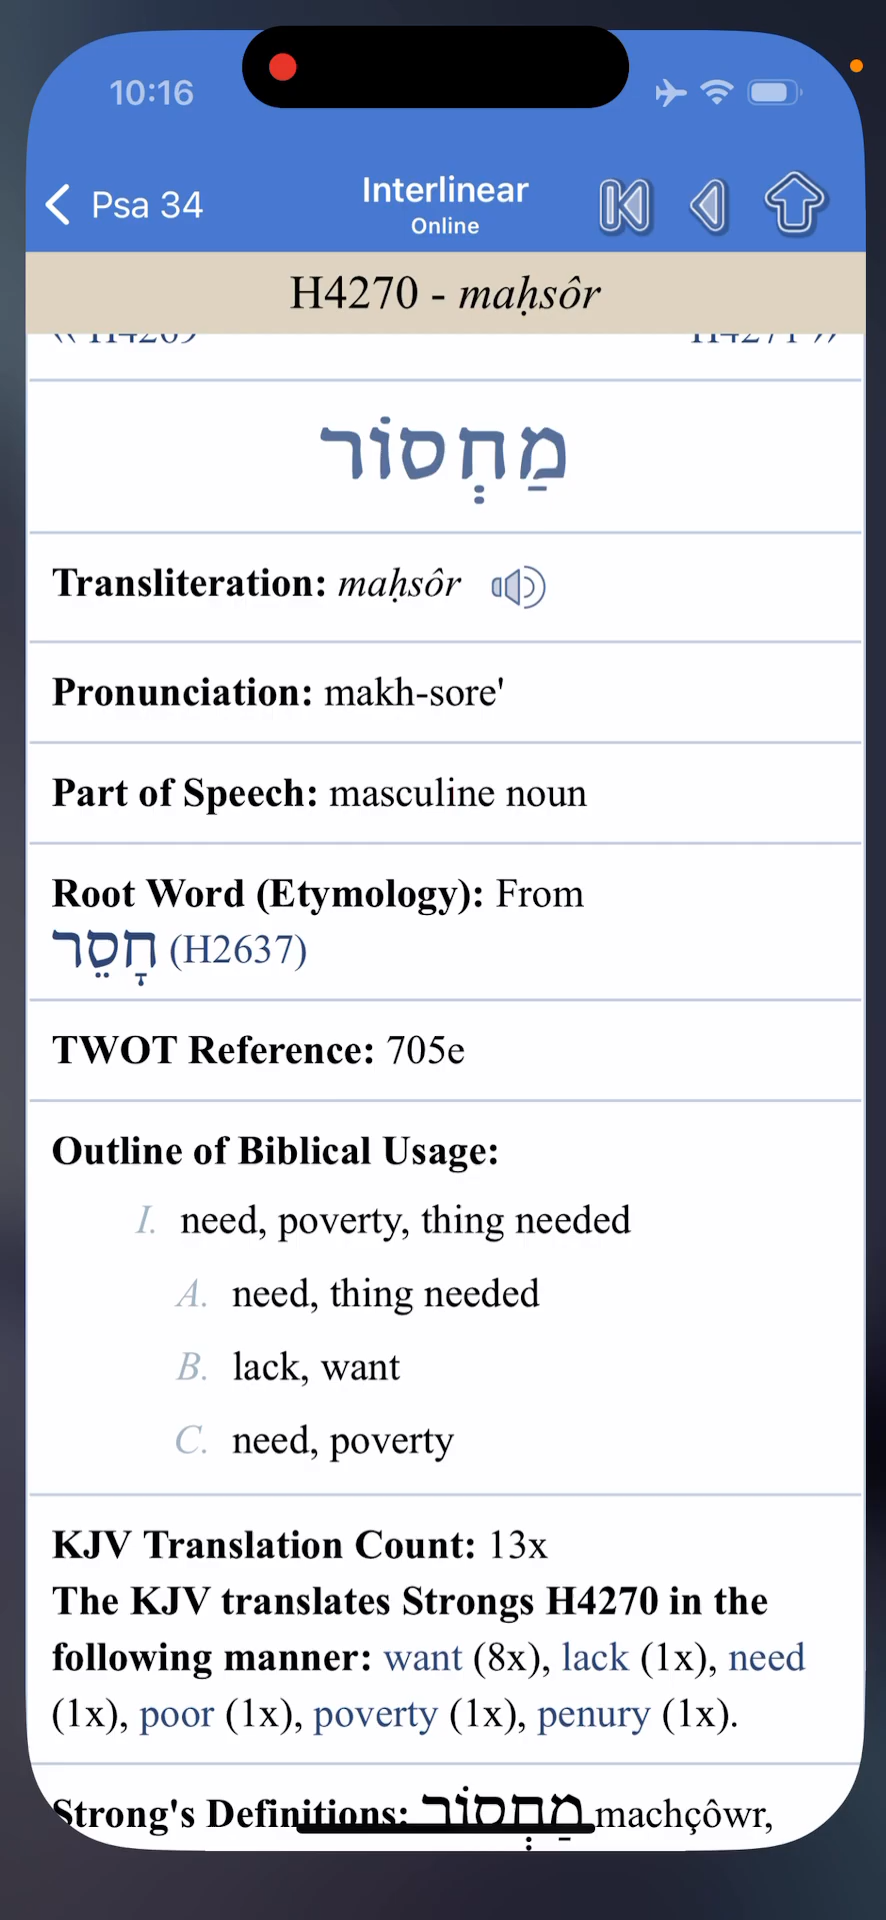 10:16
Psa 34
Interlinear
Online
H4270 - maḥsôr
« H4269 H4271 »
מַחְסוֹר
Transliteration: maḥsôr
Pronunciation: makh-sore'
Part of Speech: masculine noun
Root Word (Etymology): From
חָסֵר (H2637)
TWOT Reference: 705e
Outline of Biblical Usage:
I. need, poverty, thing needed
A. need, thing needed
B. lack, want
C. need, poverty
KJV Translation Count: 13x
The KJV translates Strongs H4270 in the
following manner: want (8x), lack (1x), need
(1x), poor (1x), poverty (1x), penury (1x).
Strong's Definitions: מַחְסוֹר machçôwr,